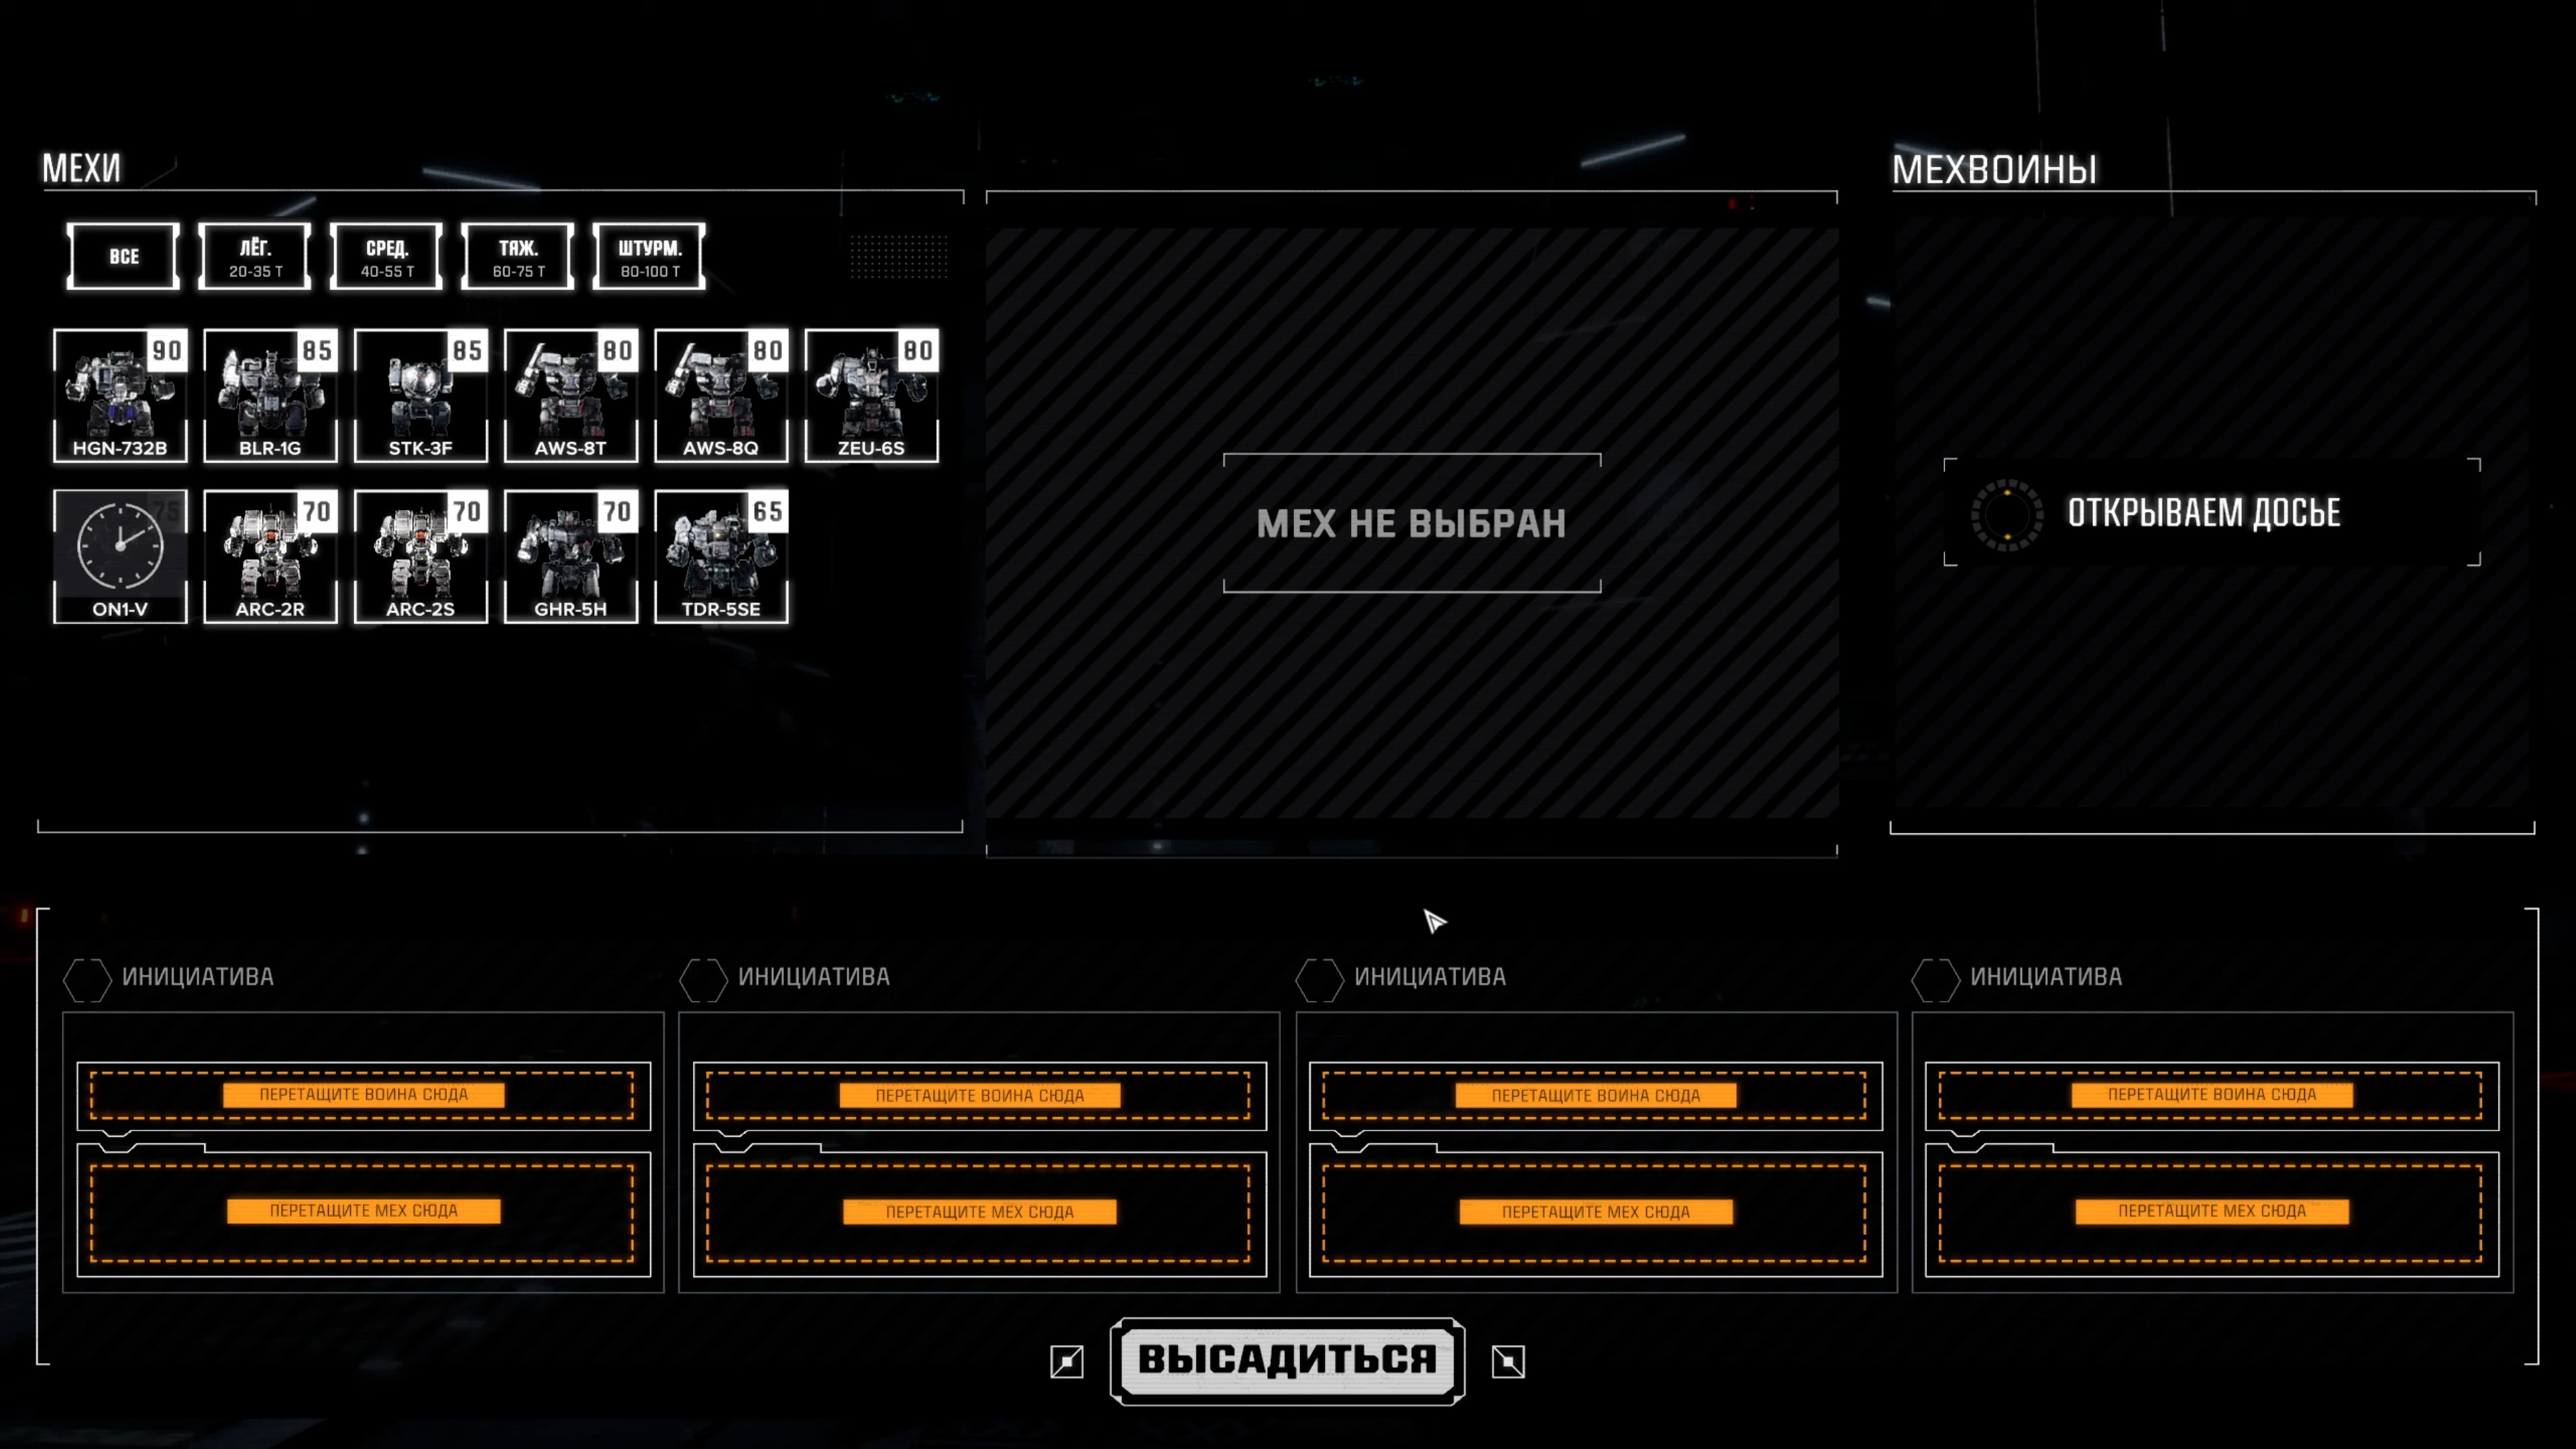 МЕХИ
МЕХВОИНЫ
ВСЕ
ЛЁГ.
20-35 Т
СРЕД.
40-55 Т
ТЯЖ.
60-75 Т
ШТУРМ.
80-100 Т
90
HGN-732B
85
BLR-1G
85
STK-3F
80
AWS-8T
80
AWS-8Q
80
ZEU-6S
75
ON1-V
70
ARC-2R
70
ARC-2S
70
GHR-5H
65
TDR-5SE
МЕХ НЕ ВЫБРАН
ОТКРЫВАЕМ ДОСЬЕ
ИНИЦИАТИВА
ИНИЦИАТИВА
ИНИЦИАТИВА
ИНИЦИАТИВА
ПЕРЕТАЩИТЕ ВОИНА СЮДА
ПЕРЕТАЩИТЕ ВОИНА СЮДА
ПЕРЕТАЩИТЕ ВОИНА СЮДА
ПЕРЕТАЩИТЕ ВОИНА СЮДА
ПЕРЕТАЩИТЕ МЕХ СЮДА
ПЕРЕТАЩИТЕ МЕХ СЮДА
ПЕРЕТАЩИТЕ МЕХ СЮДА
ПЕРЕТАЩИТЕ МЕХ СЮДА
ВЫСАДИТЬСЯ